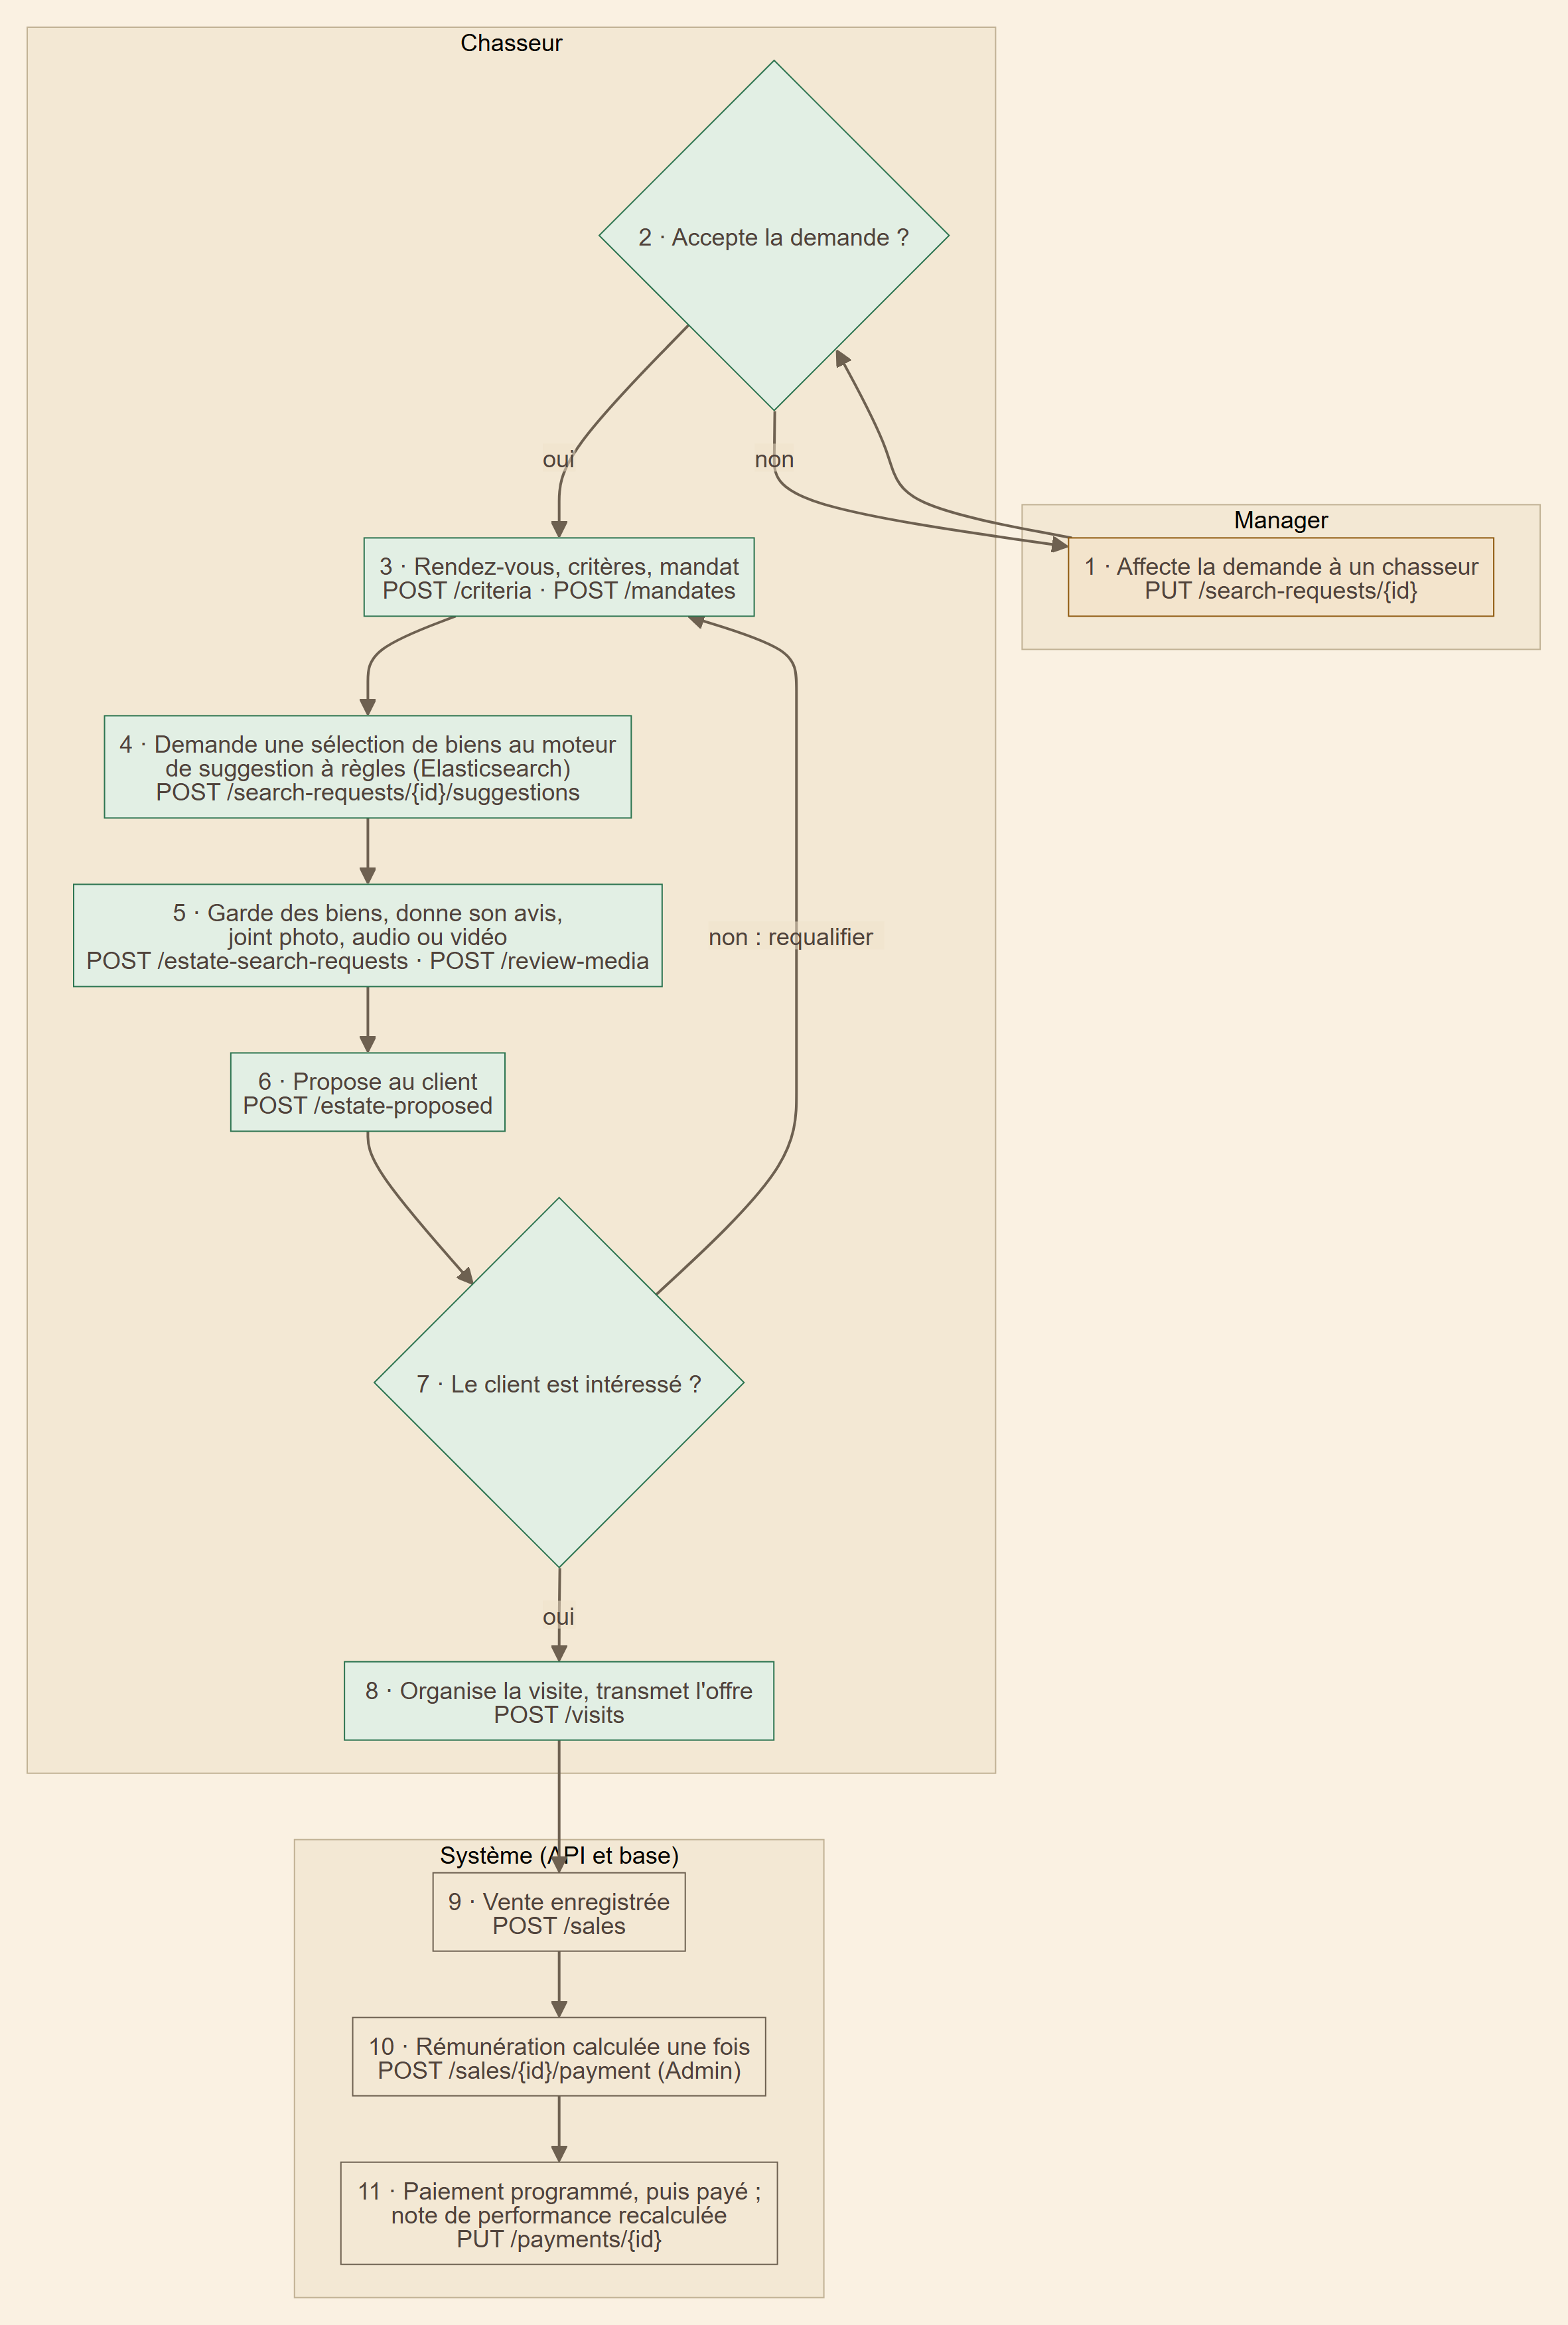 Chasseur
2 · Accepte la demande ?
oui
non
Manager
1 · Affecte la demande à un chasseur
PUT /search-requests/{id}
3 · Rendez-vous, critères, mandat
POST /criteria · POST /mandates
4 · Demande une sélection de biens au moteur
de suggestion à règles (Elasticsearch)
POST /search-requests/{id}/suggestions
5 · Garde des biens, donne son avis,
joint photo, audio ou vidéo
POST /estate-search-requests · POST /review-media
non : requalifier
6 · Propose au client
POST /estate-proposed
7 · Le client est intéressé ?
oui
8 · Organise la visite, transmet l'offre
POST /visits
Système (API et base)
9 · Vente enregistrée
POST /sales
10 · Rémunération calculée une fois
POST /sales/{id}/payment (Admin)
11 · Paiement programmé, puis payé ;
note de performance recalculée
PUT /payments/{id}